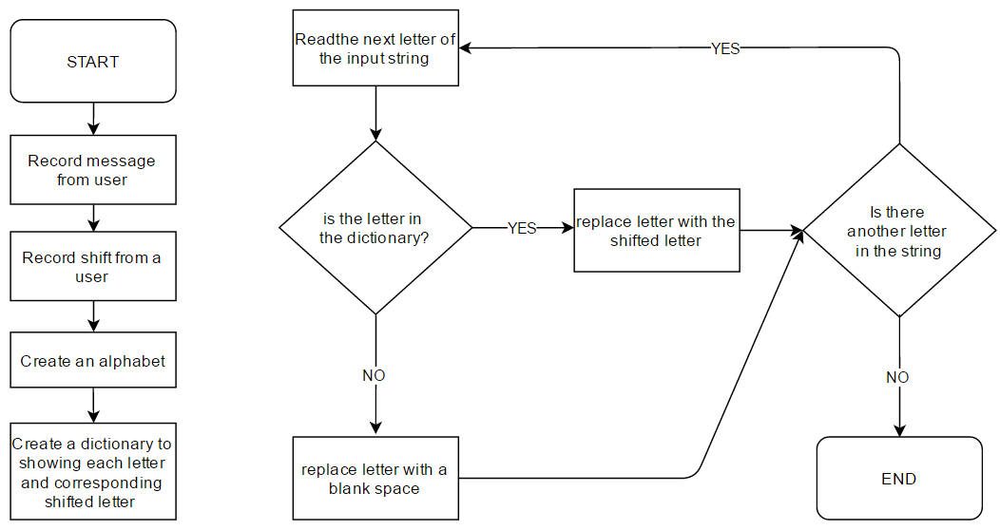 START
Record message
from user
Record shift from a
user
Create an alphabet
Create a dictionary to
showing each letter
and corresponding
shifted letter
Readthe next letter of
the input string
is the letter in
the dictionary?
YES
replace letter with the
shifted letter
NO
replace letter with a
blank space
YES
Is there
another letter
in the string
NO
END